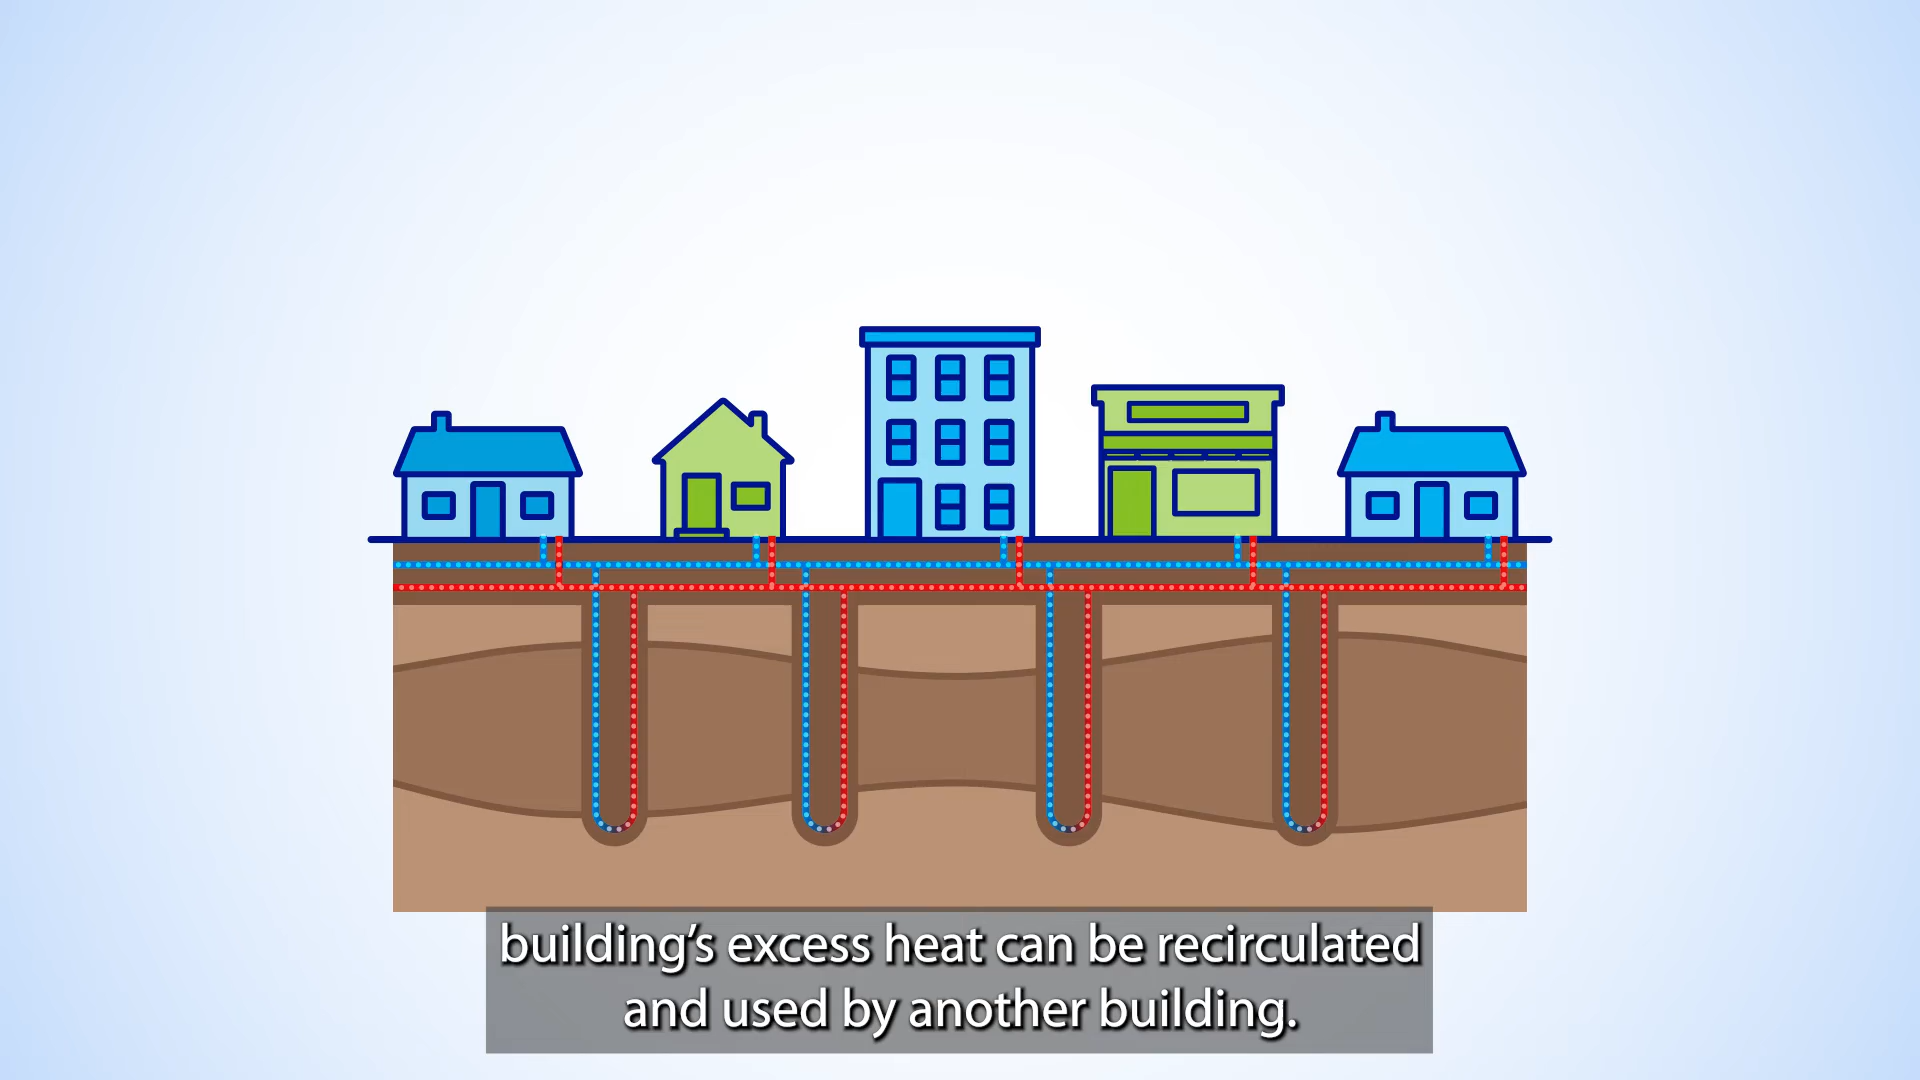 building’s excess heat can be recirculated
and used by another building.